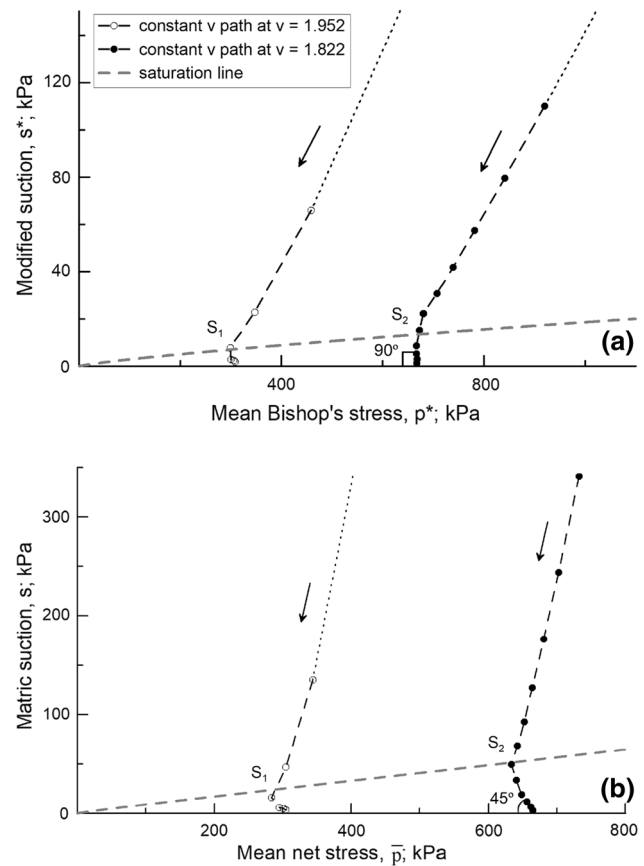 constant v path at v = 1.952
constant v path at v = 1.822
saturation line
Modified suction, s*; kPa
120
80
40
0
S1
S2
90°
(a)
400
800
Mean Bishop's stress, p*; kPa
Matric suction, s; kPa
300
200
100
0
S1
S2
45°
(b)
200
400
600
800
Mean net stress, p̅; kPa